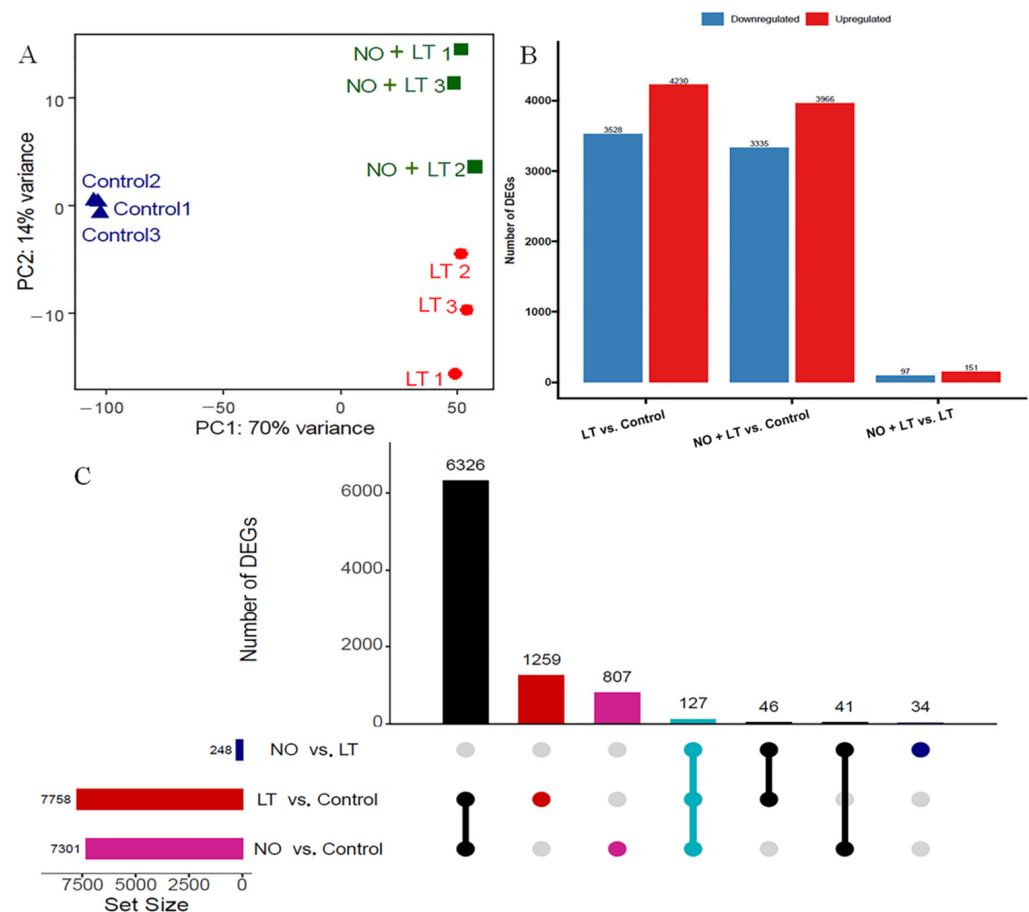 A
NO + LT 1
NO + LT 3
NO + LT 2
Control2
Control1
Control3
LT 2
LT 3
LT 1
10
0
−10
PC2: 14% variance
−100
−50
0
50
PC1: 70% variance
Downregulated
Upregulated
B
4230
3528
3966
3335
97
151
4000
3000
2000
1000
0
Number of DEGs
LT vs. Control
NO + LT vs. Control
NO + LT vs. LT
C
6326
1259
807
127
46
41
34
6000
4000
2000
0
Number of DEGs
248
NO vs. LT
7758
LT vs. Control
7301
NO vs. Control
7500
5000
2500
0
Set Size